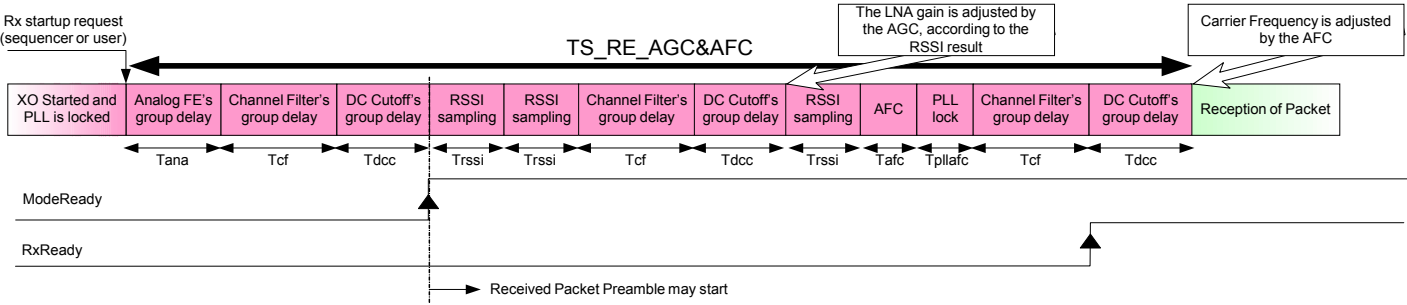 Rx startup request
(sequencer or user)
TS_RE_AGC&AFC
The LNA gain is adjusted by
the AGC, according to the
RSSI result
Carrier Frequency is adjusted
by the AFC
XO Started and
PLL is locked
Analog FE's
group delay
Channel Filter's
group delay
DC Cutoff's
group delay
RSSI
sampling
RSSI
sampling
Channel Filter's
group delay
DC Cutoff's
group delay
RSSI
sampling
AFC
PLL
lock
Channel Filter's
group delay
DC Cutoff's
group delay
Reception of Packet
Tana
Tcf
Tdcc
Trssi
Trssi
Tcf
Tdcc
Trssi
Tafc
Tpllafc
Tcf
Tdcc
ModeReady
RxReady
Received Packet Preamble may start